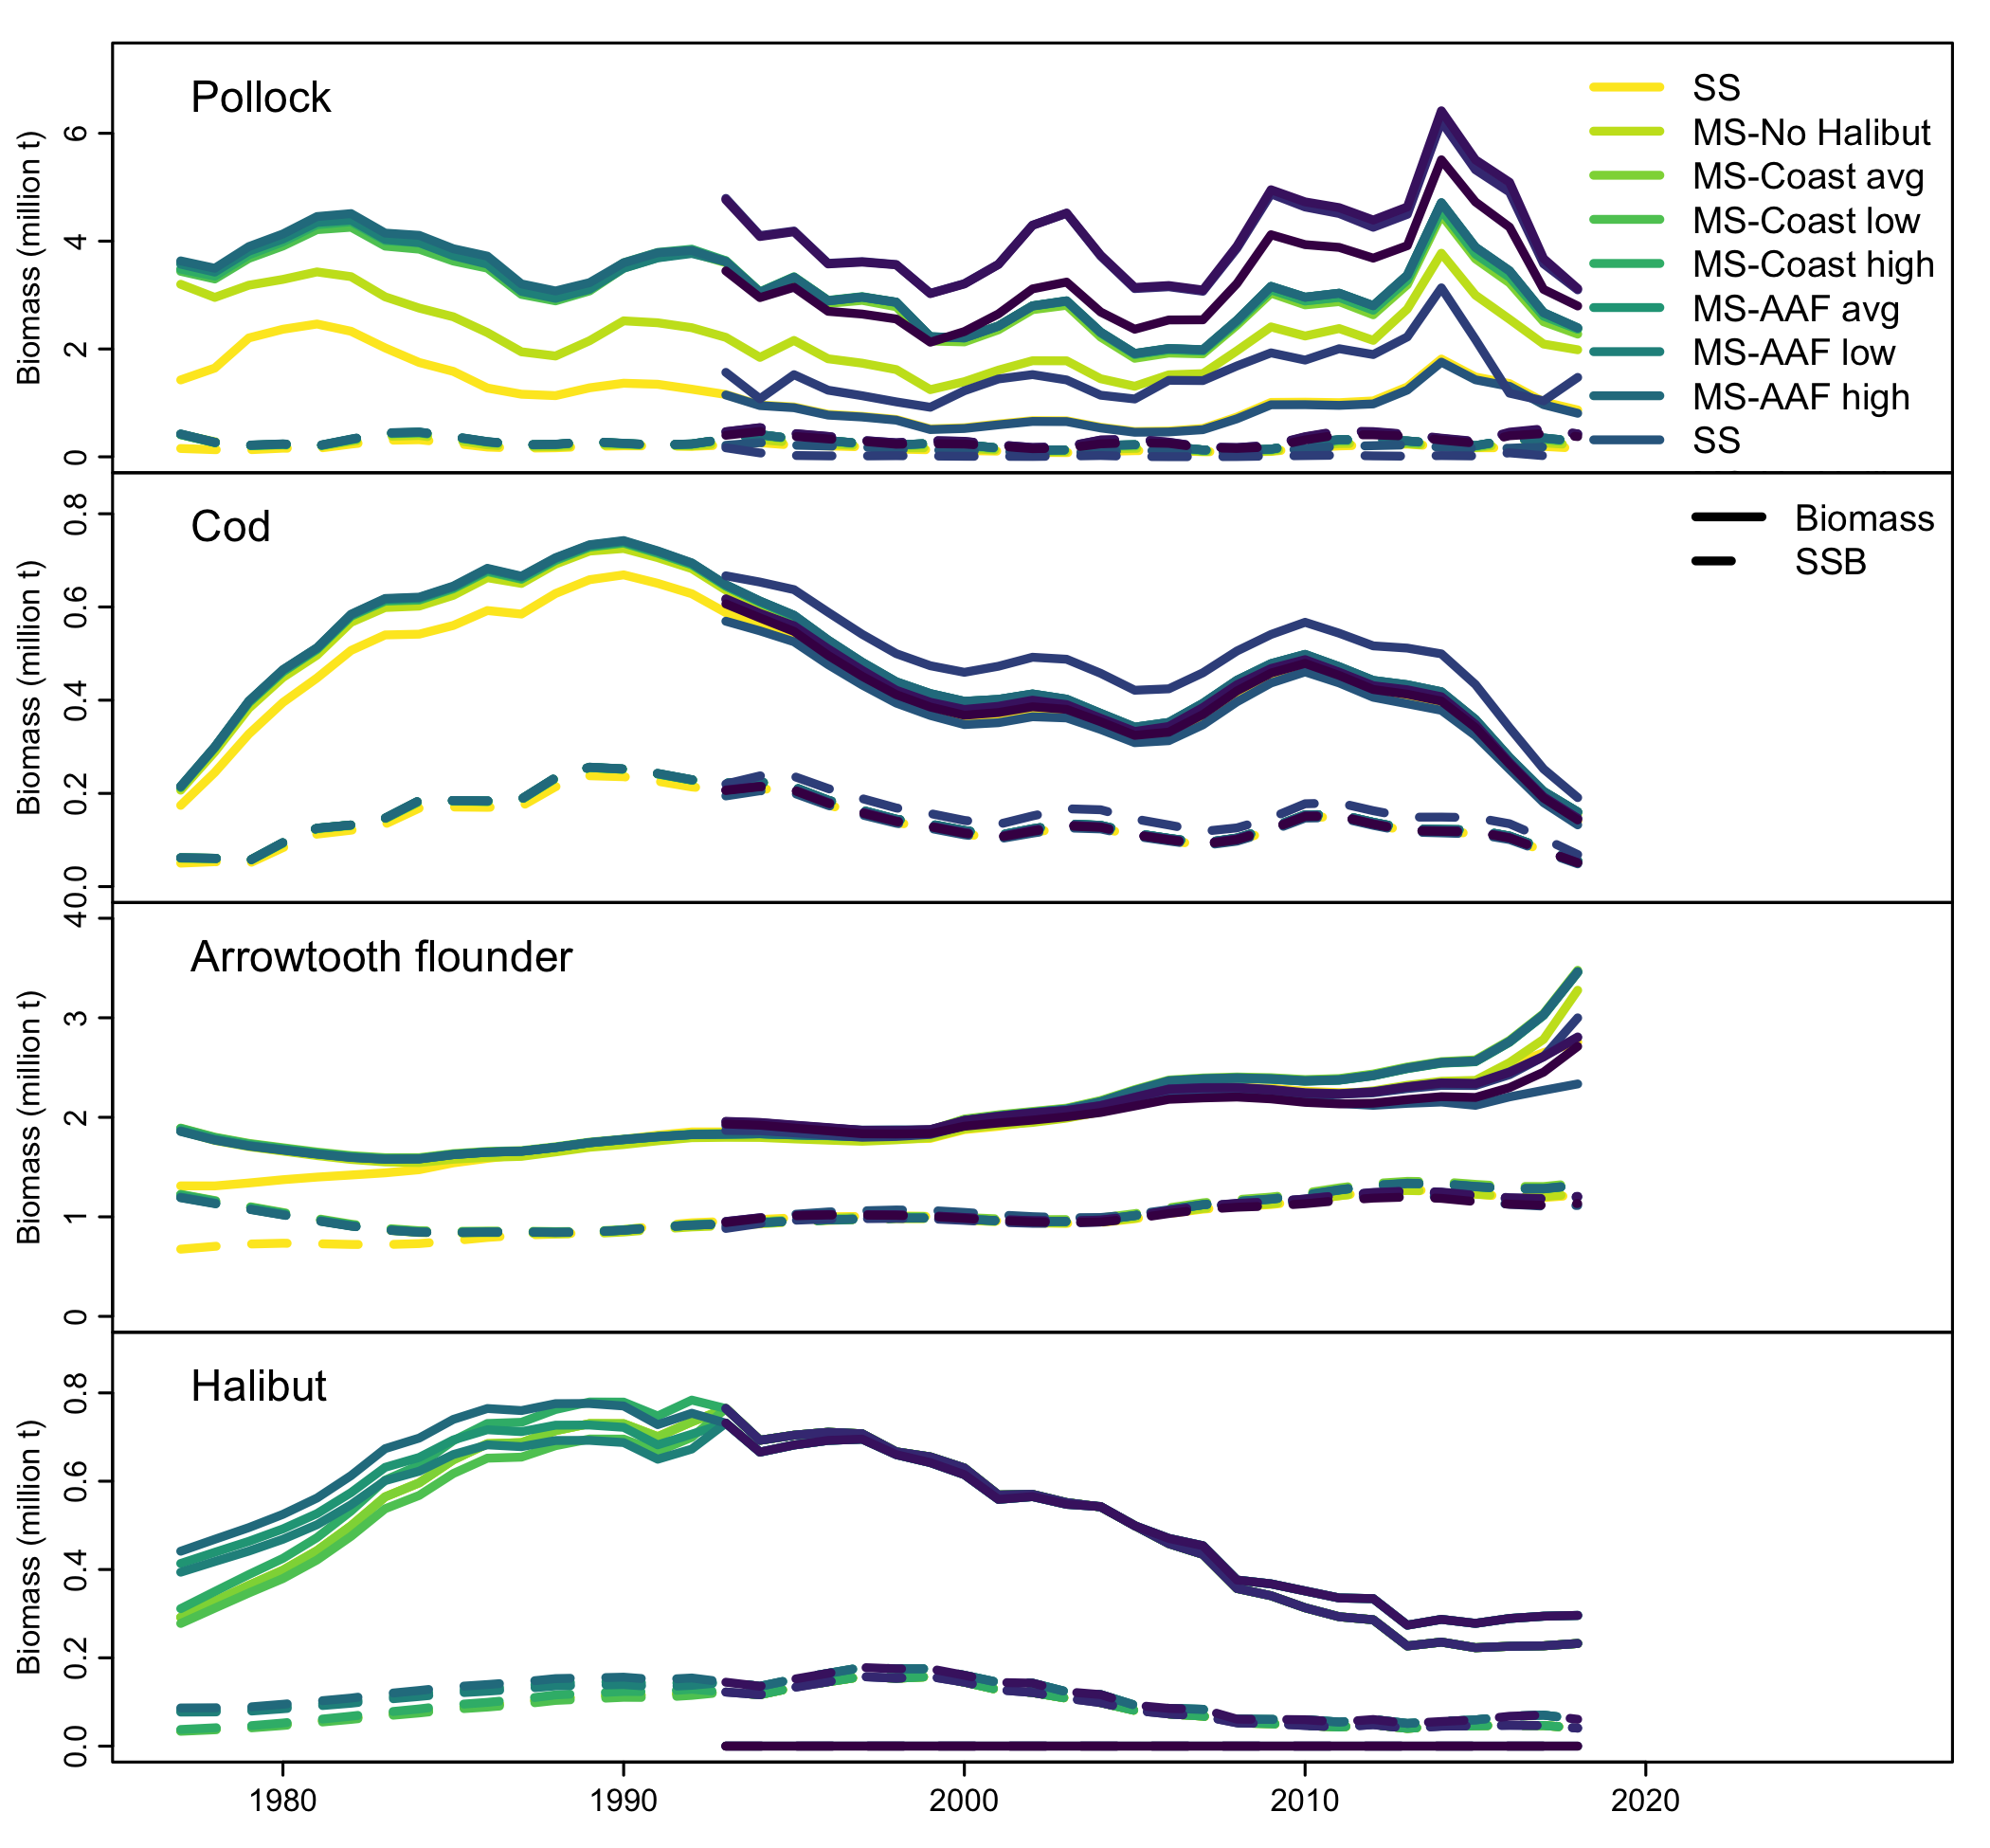 Pollock
Biomass (million t)
6
4
2
0
SS
MS-No Halibut
MS-Coast avg
MS-Coast low
MS-Coast high
MS-AAF avg
MS-AAF low
MS-AAF high
SS
Cod
Biomass (million t)
0.8
0.6
0.4
0.2
0.0
Biomass
SSB
Arrowtooth flounder
Biomass (million t)
4
3
2
1
0
Halibut
Biomass (million t)
0.8
0.6
0.4
0.2
0.0
1980 1990 2000 2010 2020